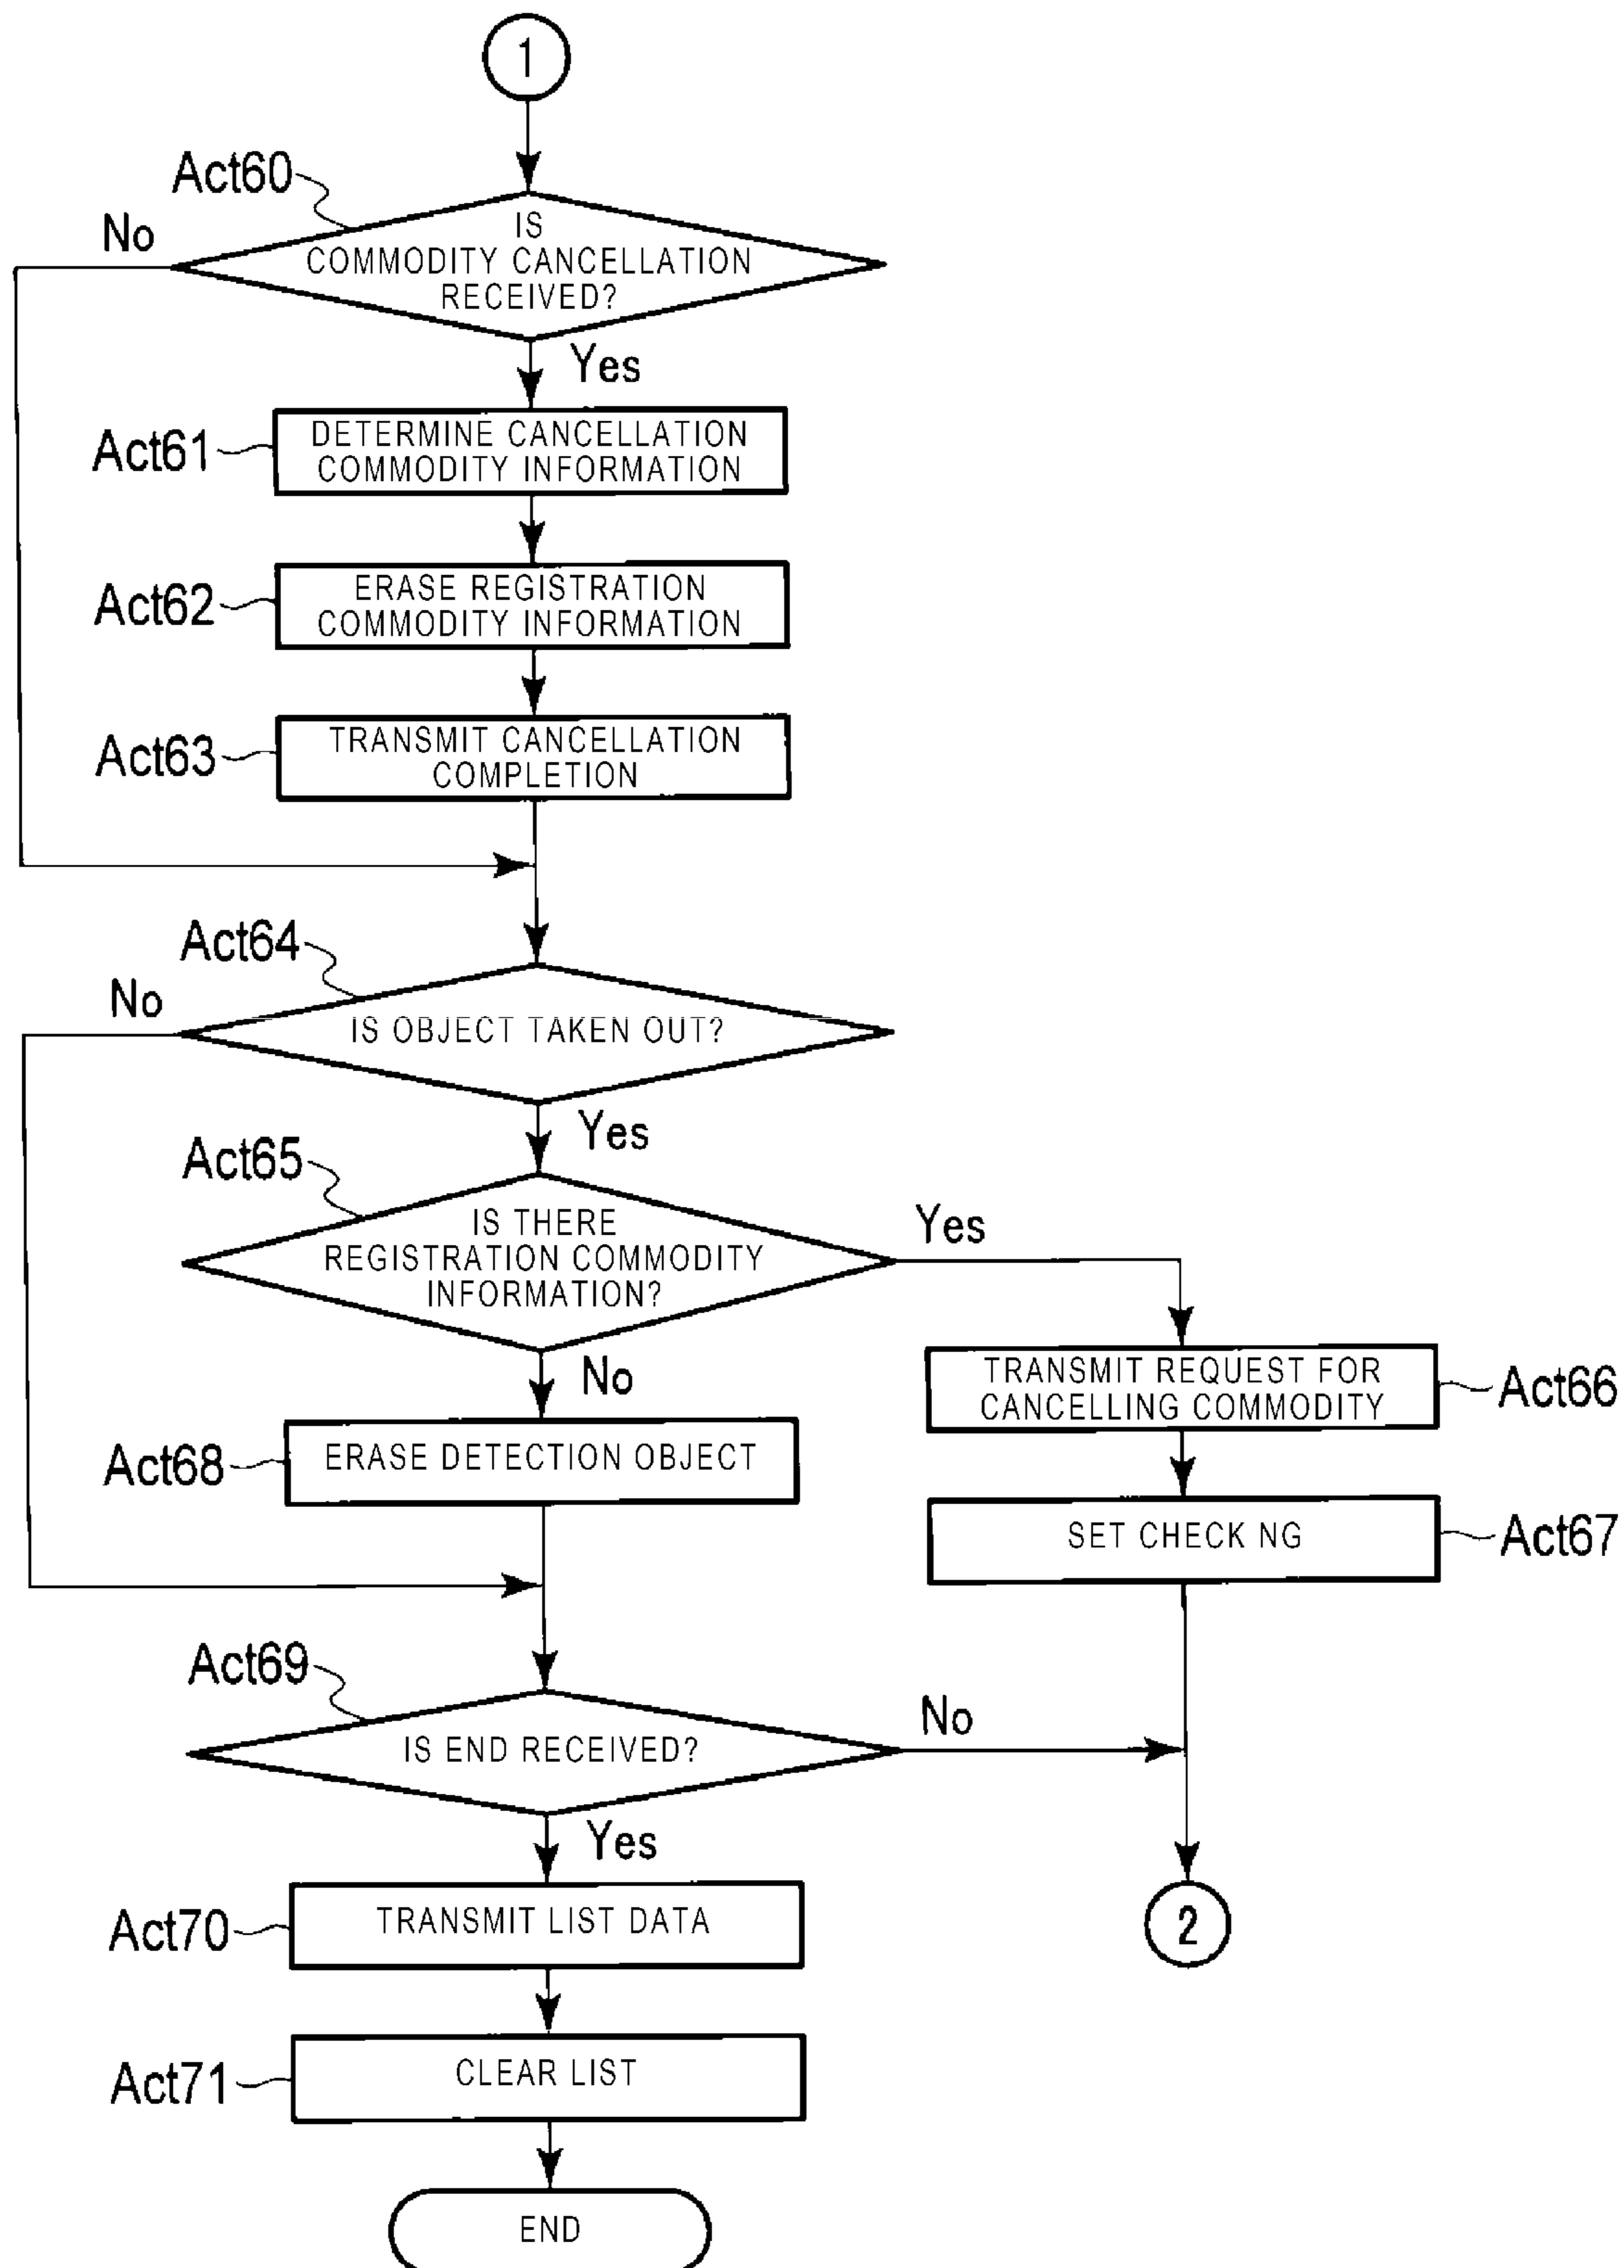 1
Act60
No
IS
COMMODITY CANCELLATION
RECEIVED?
Yes
Act61
DETERMINE CANCELLATION
COMMODITY INFORMATION
Act62
ERASE REGISTRATION
COMMODITY INFORMATION
Act63
TRANSMIT CANCELLATION
COMPLETION
Act64
No
IS OBJECT TAKEN OUT?
Yes
Act65
IS THERE
REGISTRATION COMMODITY
INFORMATION?
Yes
No
TRANSMIT REQUEST FOR
CANCELLING COMMODITY
Act66
Act68
ERASE DETECTION OBJECT
SET CHECK NG
Act67
Act69
IS END RECEIVED?
No
Yes
Act70
TRANSMIT LIST DATA
2
Act71
CLEAR LIST
END